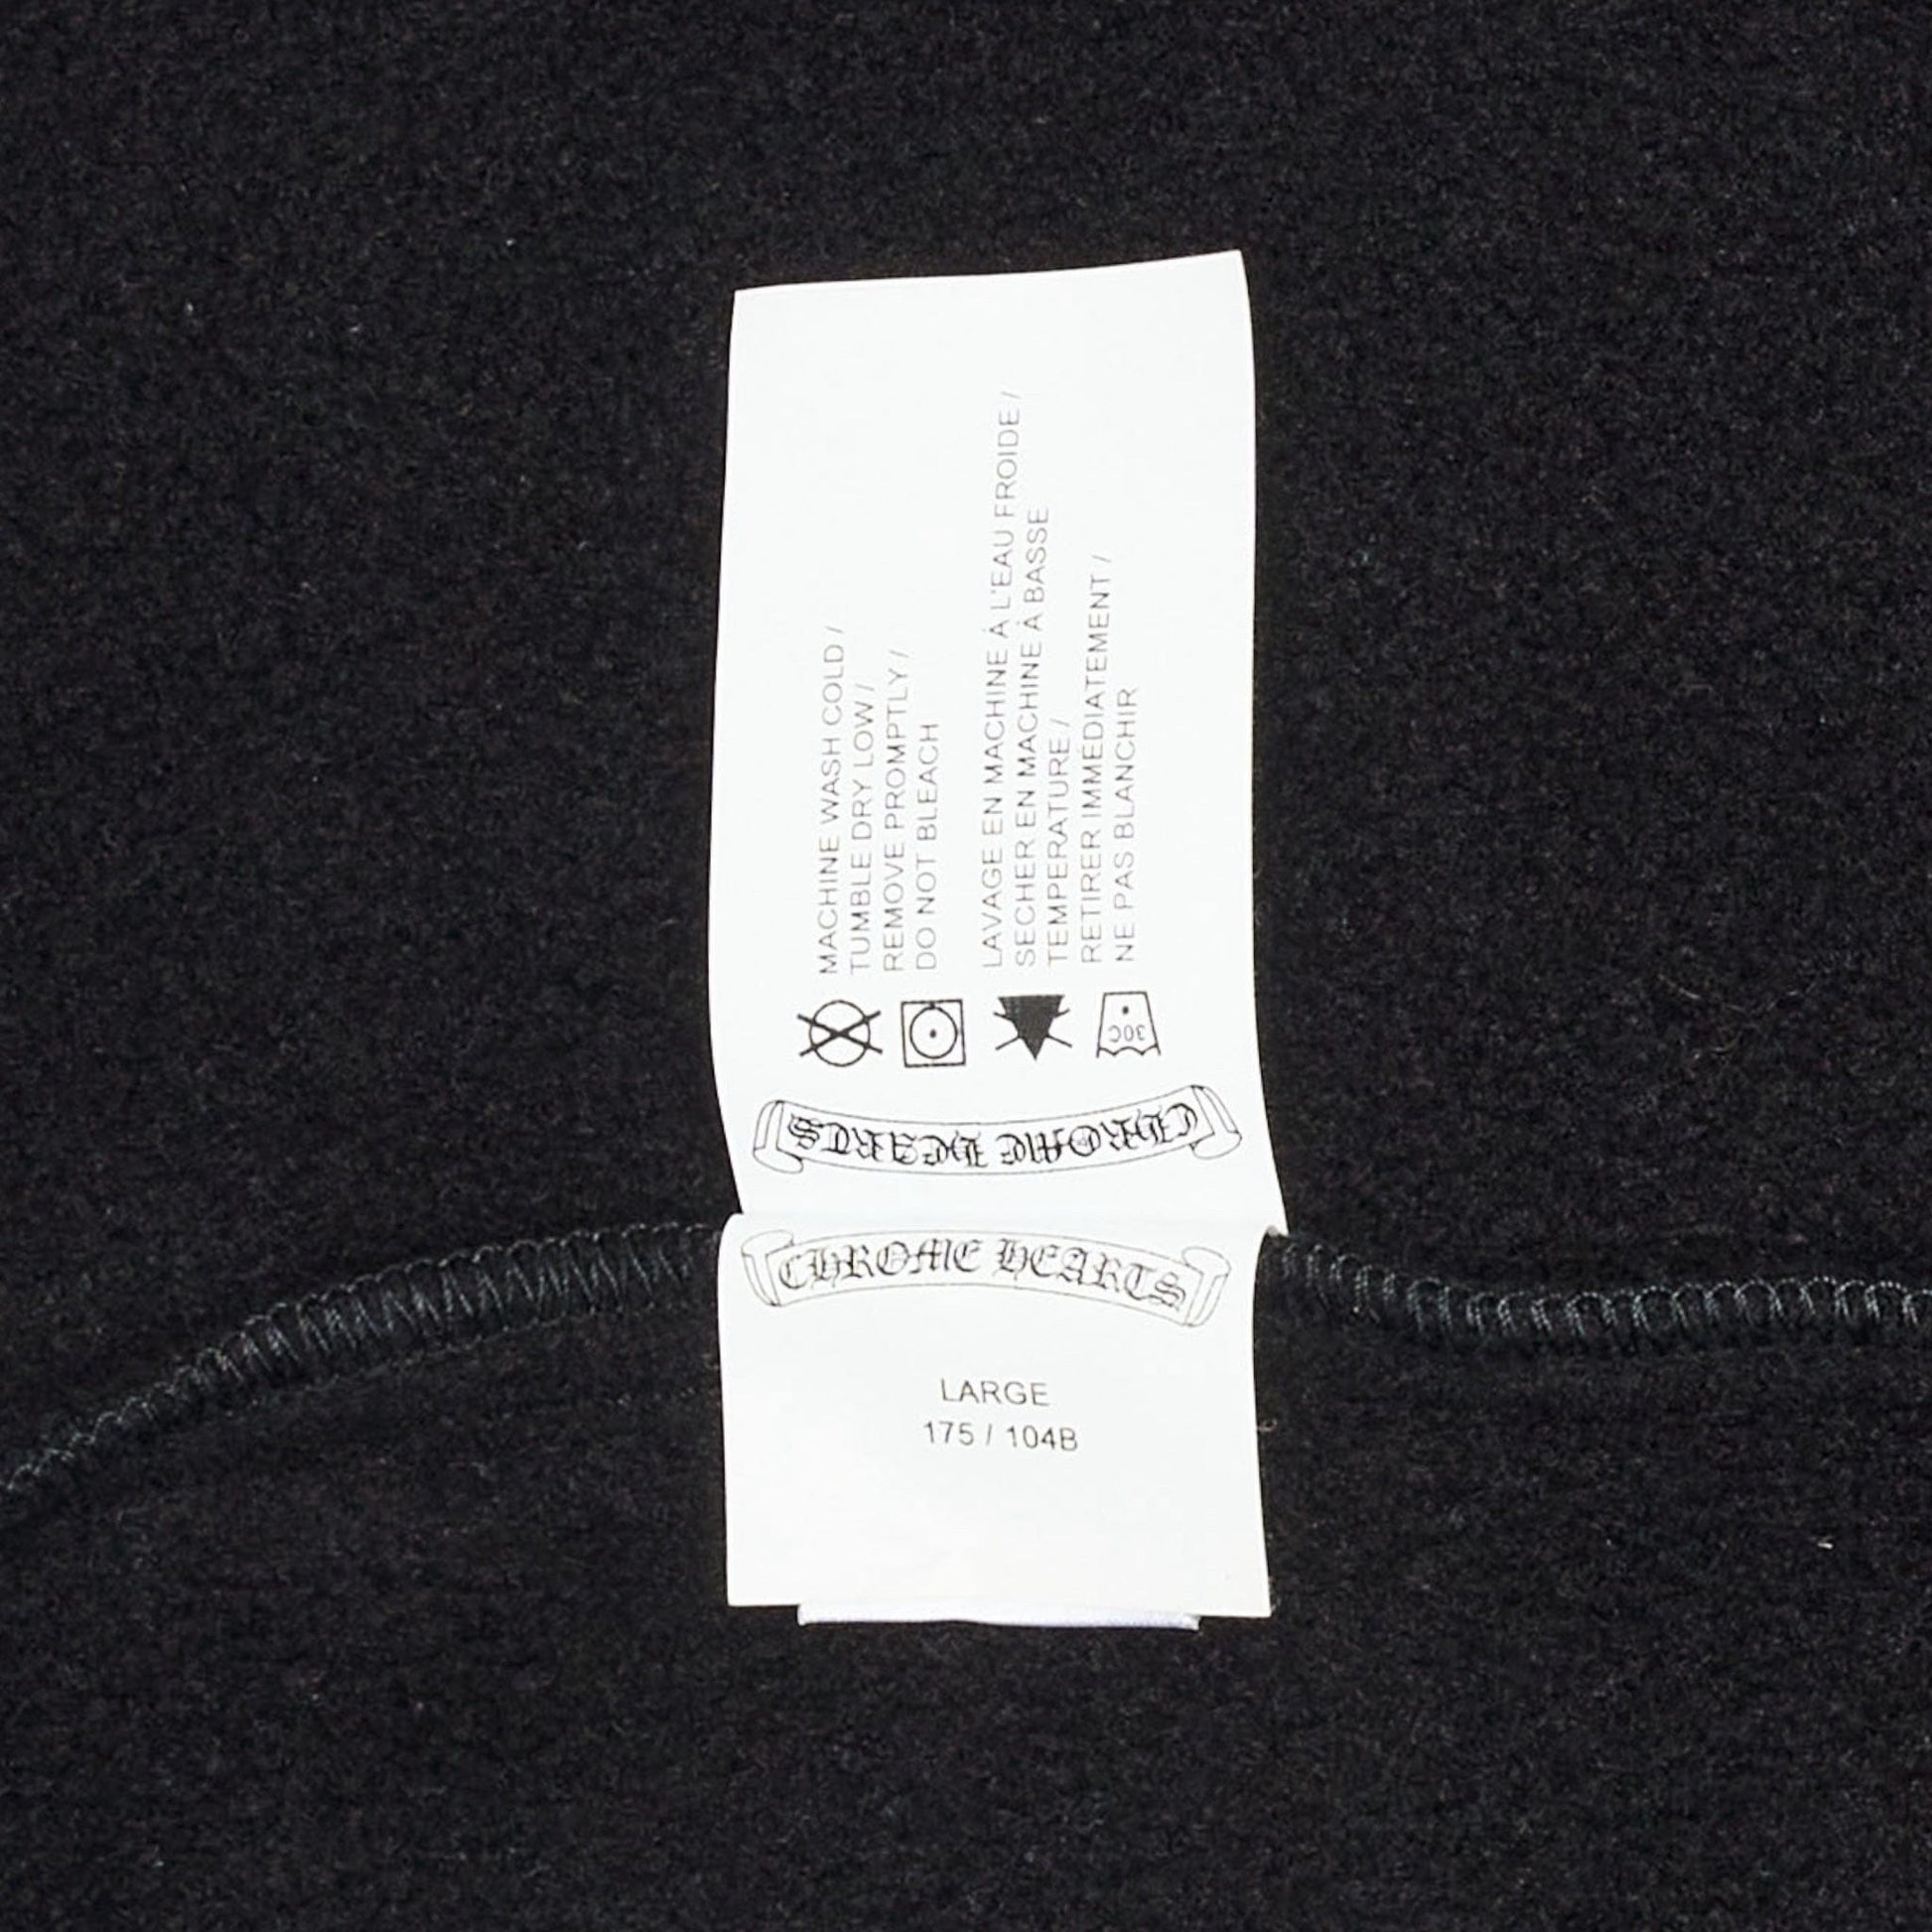 MACHINE WASH COLD /
TUMBLE DRY LOW /
REMOVE PROMPTLY /
DO NOT BLEACH
LAVAGE EN MACHINE À L'EAU FROIDE /
SECHER EN MACHINE À BASSE
TEMPERATURE /
RETIRER IMMÉDIATEMENT /
NE PAS BLANCHIR
30C
CHROME HEARTS
CHROME HEARTS
LARGE
175 / 104B